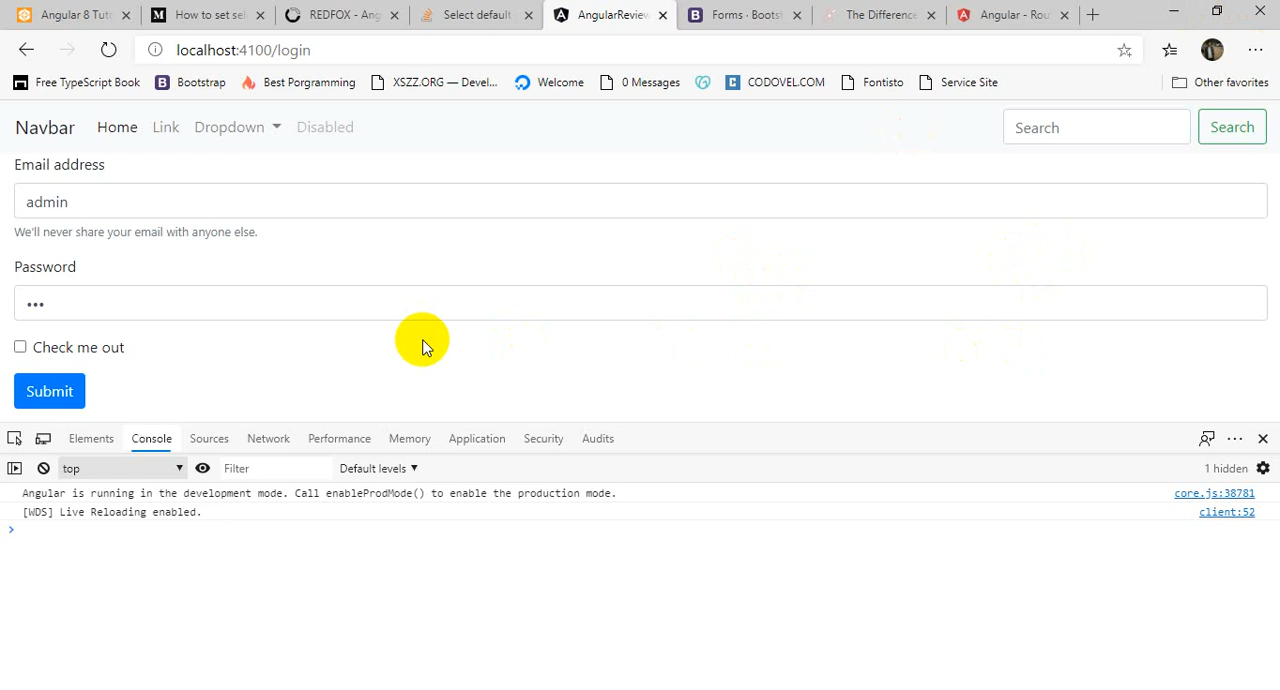 Angular 8 Tuto
How to set sel
REDFOX - Ang
Select default
AngularReview
Forms · Bootst
The Difference
Angular - Rou
localhost:4100/login
Free TypeScript Book
Bootstrap
Best Porgramming
XSZZ.ORG — Devel...
Welcome
0 Messages
CODOVEL.COM
Fontisto
Service Site
Other favorites
Navbar
Home
Link
Dropdown
Disabled
Search
Search
Email address
admin
We'll never share your email with anyone else.
Password
Check me out
Submit
Elements
Console
Sources
Network
Performance
Memory
Application
Security
Audits
top
Filter
Default levels
1 hidden
Angular is running in the development mode. Call enableProdMode() to enable the production mode.
core.js:38781
[WDS] Live Reloading enabled.
client:52